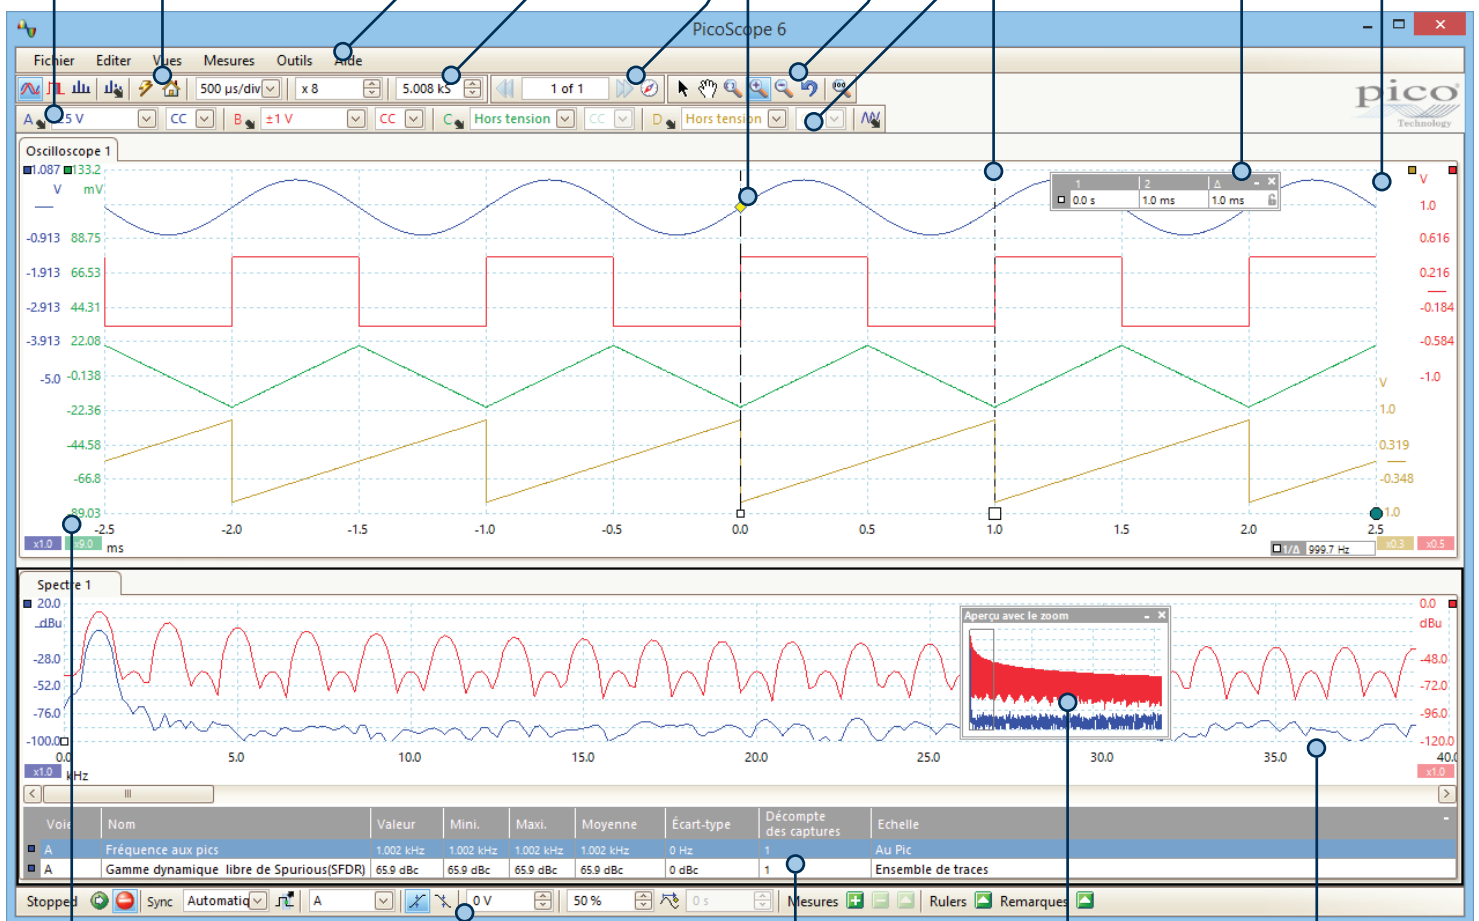 PicoScope 6
Fichier Editer Vues Mesures Outils Aide
500 µs/div x 8 5.008 kS 1 of 1
A ±5 V CC B ±1 V CC C Hors tension CC D Hors tension
pico
Technology
Oscilloscope 1
1.087 133.2
V mV
-0.913 88.75
-1.913 66.53
-2.913 44.31
-3.913 22.08
-5.0 -0.138
-22.36
-44.58
-66.8
-89.03
1 2 Δ
0.0 s 1.0 ms 1.0 ms
V
1.0
0.616
0.216
-0.184
-0.584
-1.0
V
1.0
0.319
-0.348
-1.0
-2.5 -2.0 -1.5 -1.0 -0.5 0.0 0.5 1.0 1.5 2.0 2.5
x1.0 x9.0 ms
1/Δ 999.7 Hz x0.3 x0.5
Spectre 1
20.0
dBu
-28.0
-52.0
-76.0
-100.0
Aperçu avec le zoom
0.0
dBu
-48.0
-72.0
-96.0
-120.0
0.0 5.0 10.0 15.0 20.0 25.0 30.0 35.0 40.0
x1.0 kHz x1.0
Voie Nom Valeur Mini. Maxi. Moyenne Écart-type Décompte des captures Echelle
A Fréquence aux pics 1.002 kHz 1.002 kHz 1.002 kHz 1.002 kHz 0 Hz 1 Au Pic
A Gamme dynamique libre de Spurious(SFDR) 65.9 dBc 65.9 dBc 65.9 dBc 65.9 dBc 0 dBc 1 Ensemble de traces
Stopped Sync Automatiq A 0 V 50 % 0 s Mesures Rulers Remarques